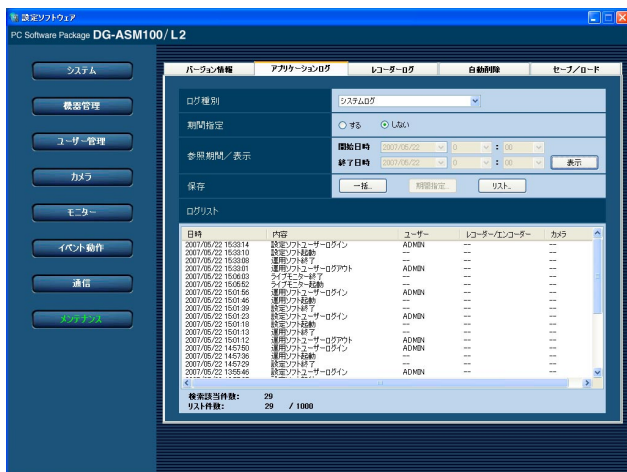 設定ソフトウェア
PC Software Package DG-ASM100/L2
システム
機器管理
ユーザー管理
カメラ
モニター
イベント動作
通信
メンテナンス
バージョン情報 アプリケーションログ レコーダーログ 自動削除 セーブ/ロード
ログ種別 システムログ
期間指定 する しない
参照期間/表示 開始日時 2007/05/22 0 : 00
終了日時 2007/05/22 0 : 00 表示
保存 一括... 期間指定... リスト...
ログリスト
日時 内容 ユーザー レコーダー/エンコーダー カメラ
2007/05/22 15:33:14 設定ソフトユーザーログイン ADMIN --- ---
2007/05/22 15:33:10 設定ソフト起動 --- --- ---
2007/05/22 15:33:08 運用ソフト終了 --- --- ---
2007/05/22 15:33:01 運用ソフトユーザーログアウト ADMIN --- ---
2007/05/22 15:06:03 ライブモニター終了 --- --- ---
2007/05/22 15:05:52 ライブモニター起動 --- --- ---
2007/05/22 15:01:56 運用ソフトユーザーログイン ADMIN --- ---
2007/05/22 15:01:46 運用ソフト起動 --- --- ---
2007/05/22 15:01:39 設定ソフト終了 --- --- ---
2007/05/22 15:01:23 設定ソフトユーザーログイン ADMIN --- ---
2007/05/22 15:01:18 設定ソフト起動 --- --- ---
2007/05/22 15:01:13 運用ソフト終了 --- --- ---
2007/05/22 15:01:12 運用ソフトユーザーログアウト ADMIN --- ---
2007/05/22 14:57:50 運用ソフトユーザーログイン ADMIN --- ---
2007/05/22 14:57:36 運用ソフト起動 --- --- ---
2007/05/22 14:57:29 設定ソフト終了 --- --- ---
2007/05/22 13:55:46 設定ソフトユーザーログイン ADMIN --- ---
検索該当件数: 29
リスト件数: 29 / 1000